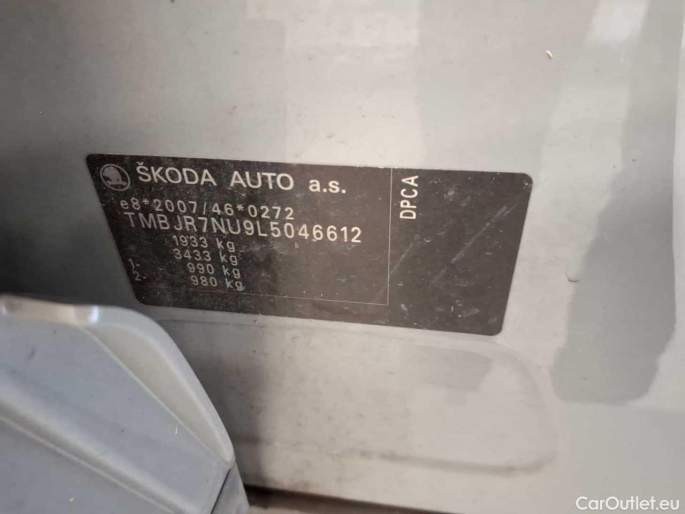 ŠKODA AUTO a.s.
e8*2007/46*0272
TMBJR7NU9L5046612
1933 kg
3433 kg
1- 990 kg
2- 980 kg
DPCA
CarOutlet.eu